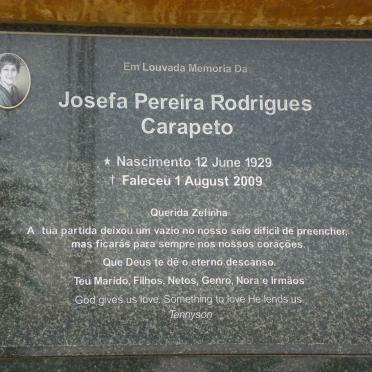 Em Louvada Memoria Da
Josefa Pereira Rodrigues
Carapeto
★ Nascimento 12 June 1929
† Faleceu 1 August 2009
Querida Zefinha
A tua partida deixou um vazio no nosso seio dificil de preencher,
mas ficarás para sempre nos nossos corações.
Que Deus te dê o eterno descanso.
Teu Marido, Filhos, Netos, Genro, Nora e Irmãos
God gives us love. Something to love He lends us
Tennyson